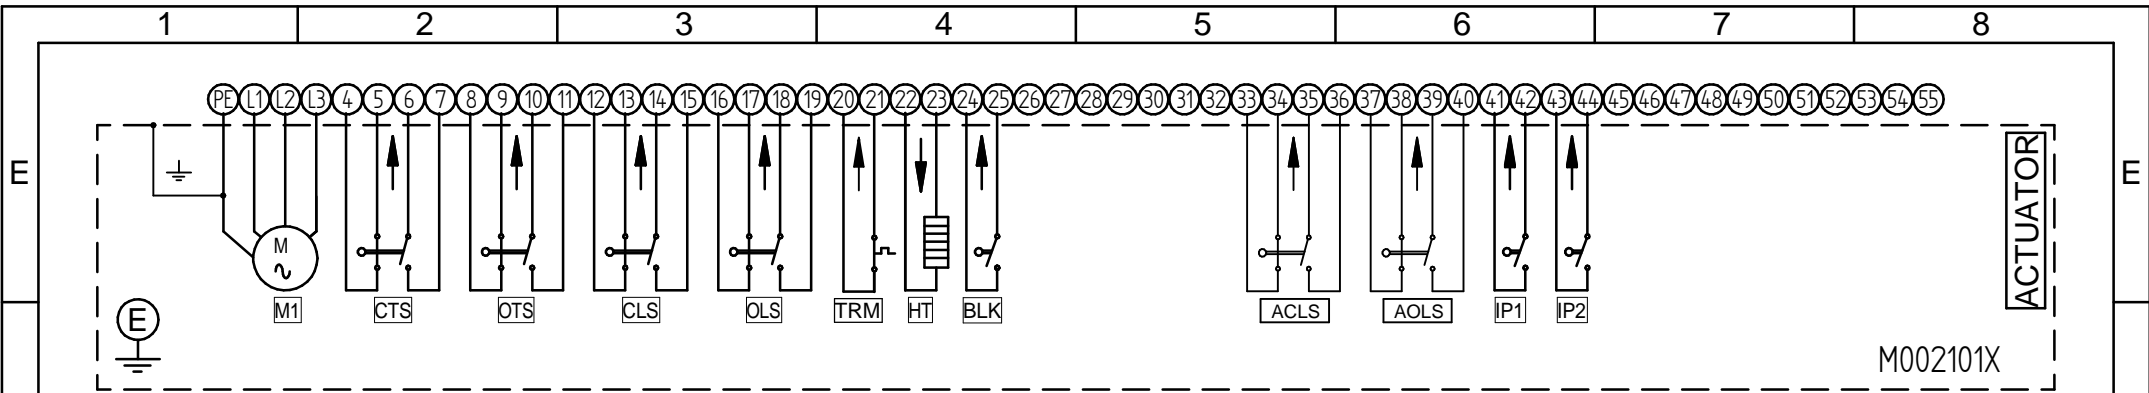 1 2 3 4 5 6 7 8
PE L1 L2 L3 4 5 6 7 8 9 10 11 12 13 14 15 16 17 18 19 20 21 22 23 24 25 26 27 28 29 30 31 32 33 34 35 36 37 38 39 40 41 42 43 44 45 46 47 48 49 50 51 52 53 54 55
E E
ACTUATOR
M
M1 CTS OTS CLS OLS TRM HT BLK ACLS AOLS IP1 IP2
E
M002101X